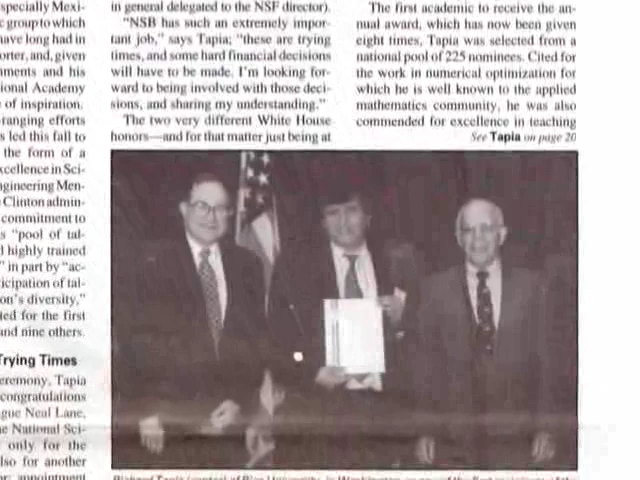 specially Mexi-
group to which
have long had in
orter, and, given
ments and his
ional Academy
of inspiration.
ranging efforts
s led this fall to
the form of a
xcellence in Sci-
ngineering Men-
Clinton admin-
commitment to
s "pool of tal-
l highly trained
" in part by "ac-
icipation of tal-
on's diversity,"
ted for the first
and nine others.
Trying Times
eremony, Tapia
congratulations
gue Neal Lane,
e National Sci-
only for the
lso for another
appointment
in general delegated to the NSF director).
"NSB has such an extremely impor-
tant job," says Tapia; "these are trying
times, and some hard financial decisions
will have to be made. I'm looking for-
ward to being involved with those deci-
sions, and sharing my understanding."
The two very different White House
honors—and for that matter just being at
The first academic to receive the an-
nual award, which has now been given
eight times, Tapia was selected from a
national pool of 225 nominees. Cited for
the work in numerical optimization for
which he is well known to the applied
mathematics community, he was also
commended for excellence in teaching
See Tapia on page 20